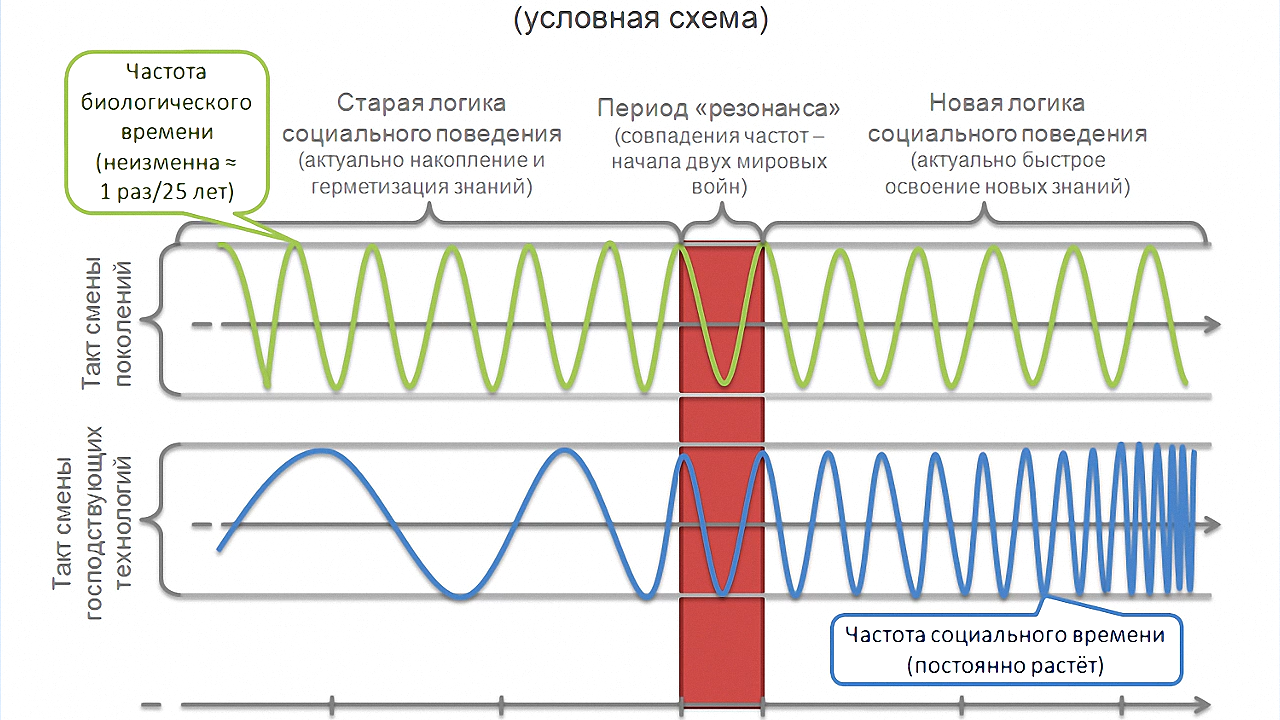 (условная схема)
Частота
биологического
времени
(неизменна ≈
1 раз/25 лет)
Старая логика
социального поведения
(актуально накопление и
герметизация знаний)
Период «резонанса»
(совпадения частот –
начала двух мировых
войн)
Новая логика
социального поведения
(актуально быстрое
освоение новых знаний)
Такт смены
поколений
Такт смены
господствующих
технологий
Частота социального времени
(постоянно растёт)